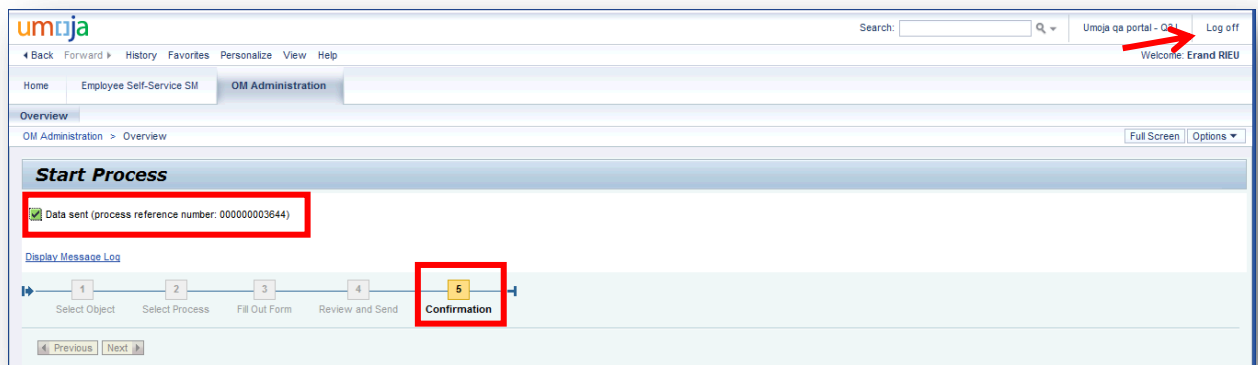 umoja
Search:
Umoja qa portal - Q3J
Log off
Back Forward History Favorites Personalize View Help
Welcome: Erand RIEU
Home Employee Self-Service SM OM Administration
Overview
OM Administration > Overview
Full Screen Options
Start Process
Data sent (process reference number: 000000003644)
Display Message Log
1 2 3 4 5
Select Object Select Process Fill Out Form Review and Send Confirmation
Previous Next